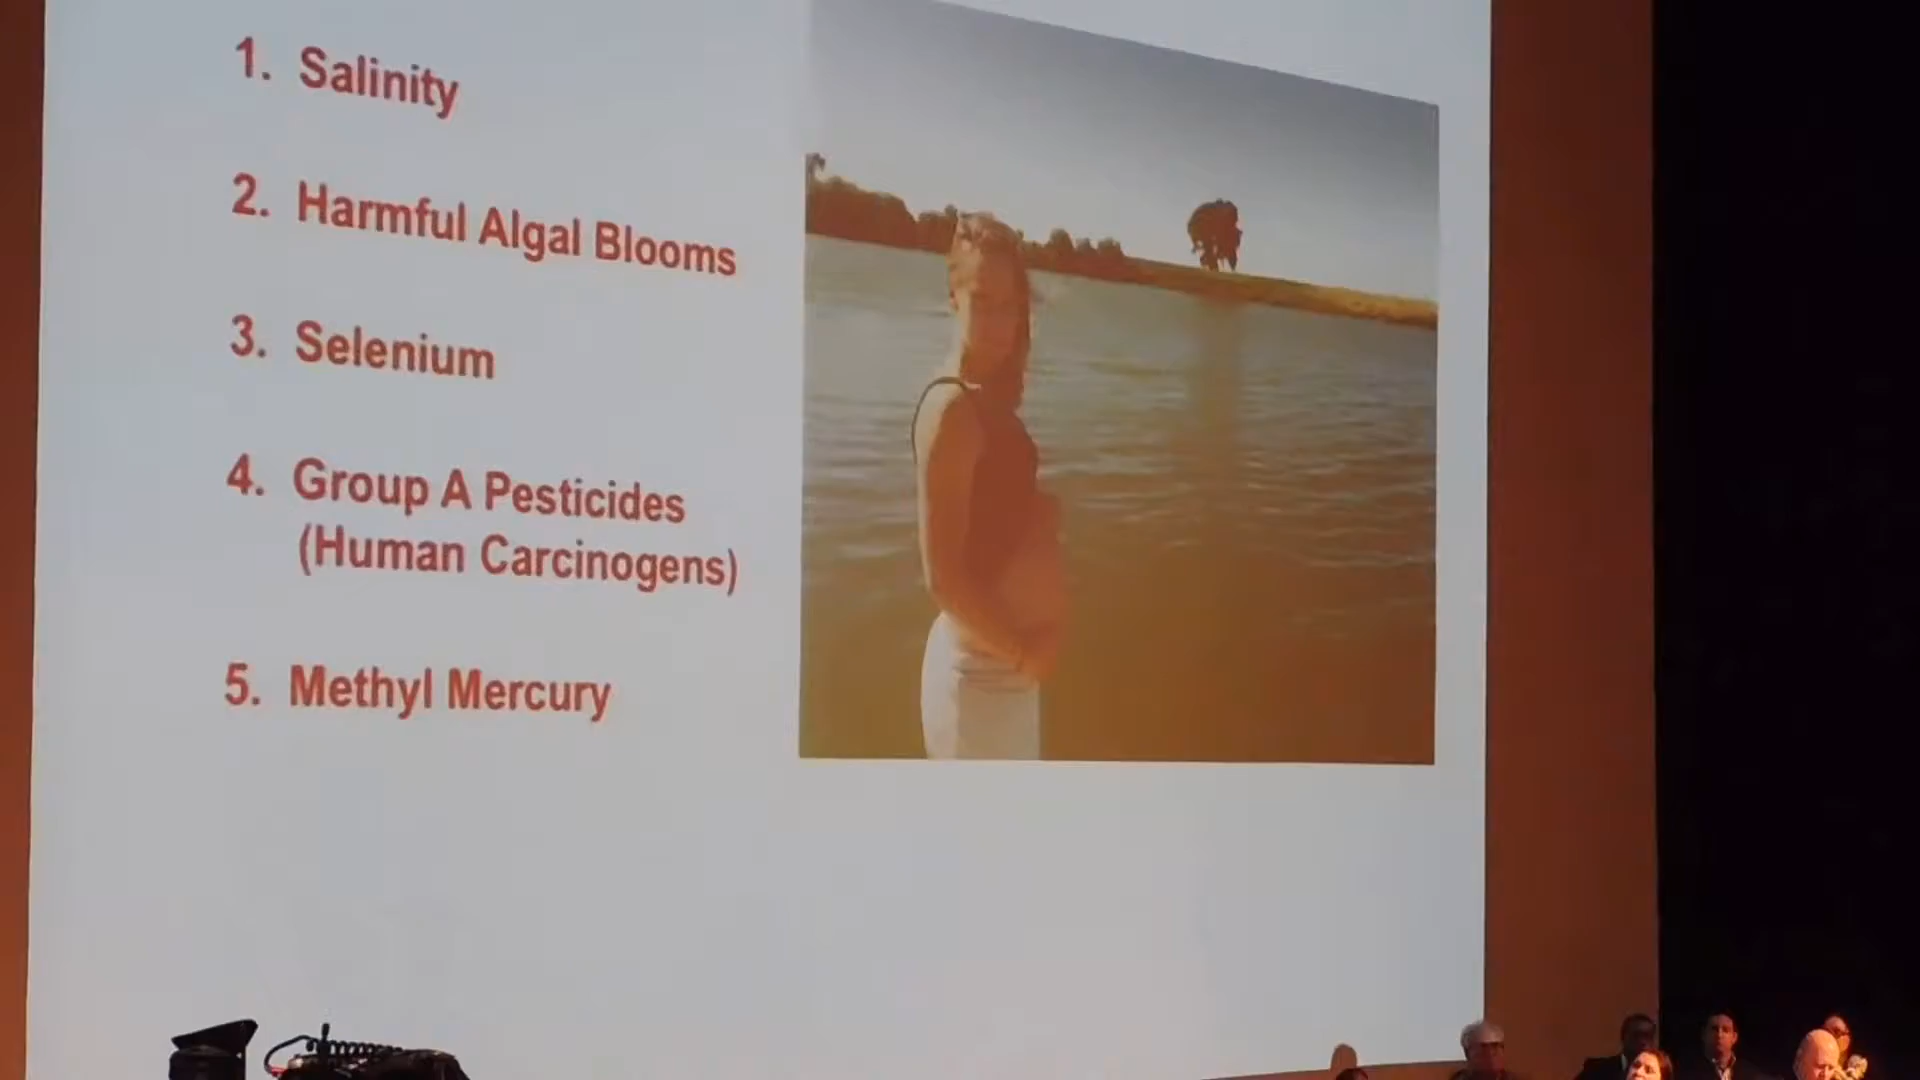 1. Salinity
2. Harmful Algal Blooms
3. Selenium
4. Group A Pesticides
(Human Carcinogens)
5. Methyl Mercury